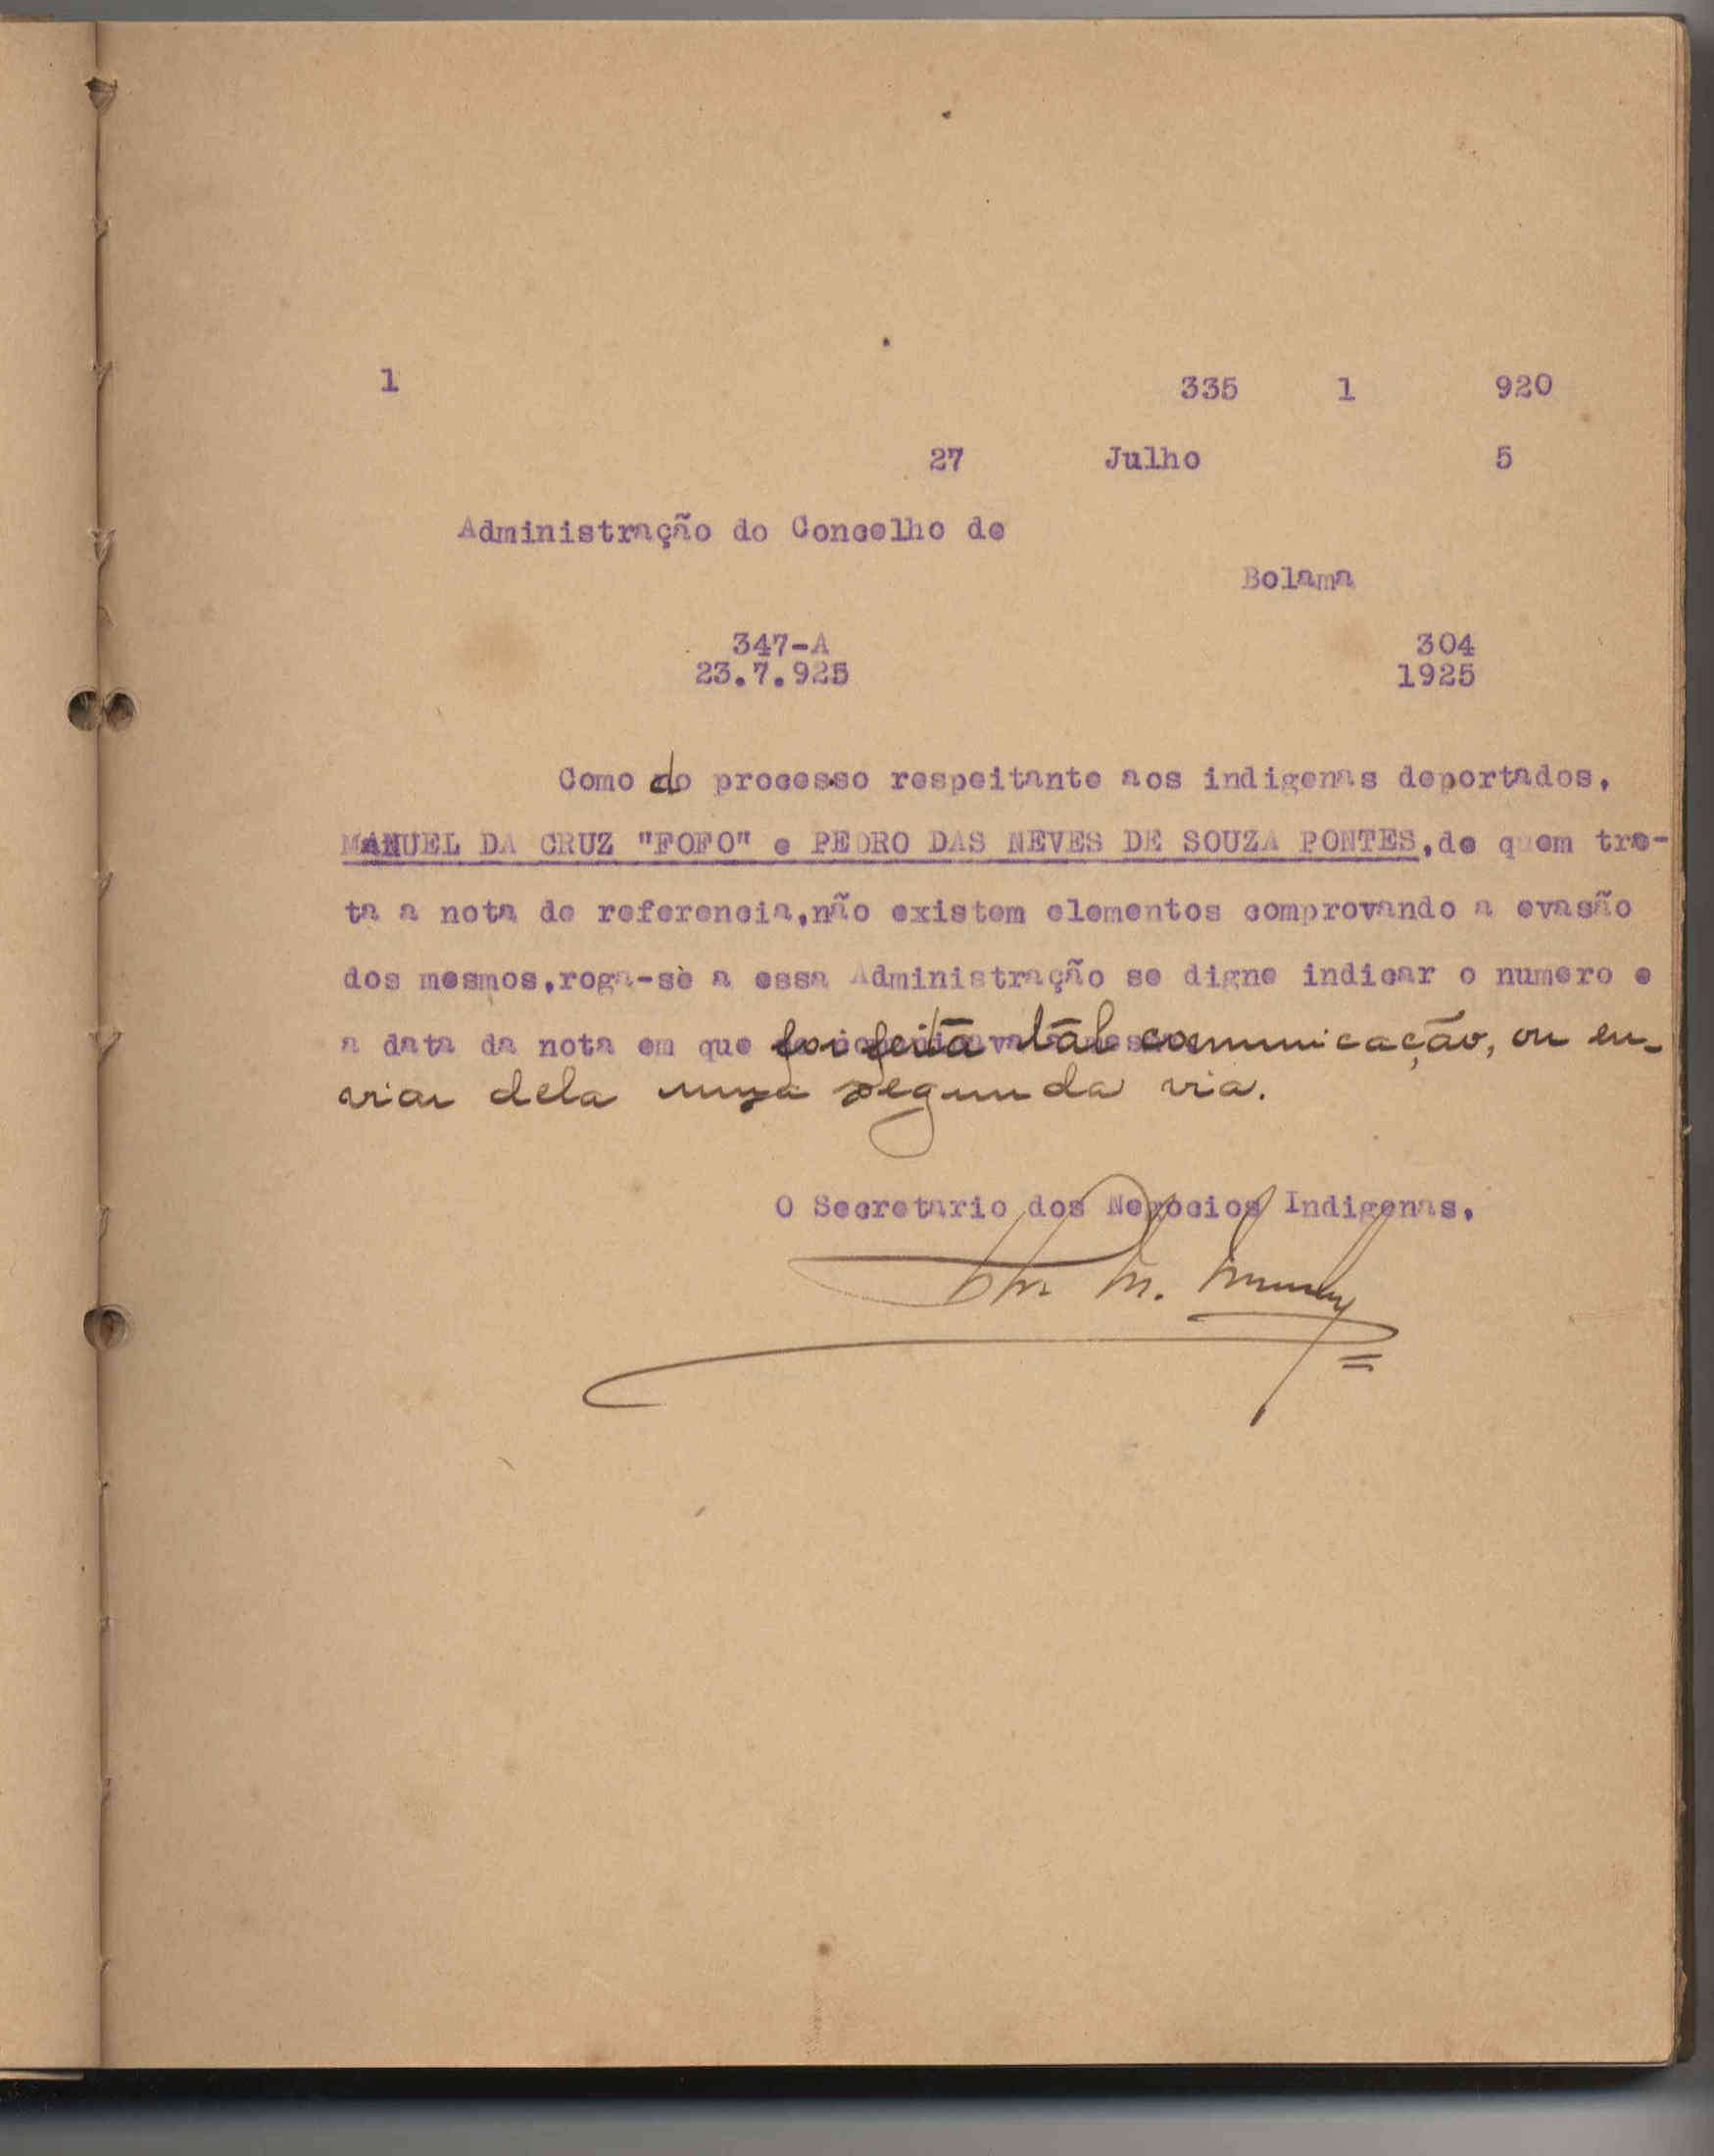 1 335 1 920
27 Julho 5
Administração do Concelho de
Bolama
347-A 304
23.7.925 1925
Como do processo respeitante aos indigenas deportados,
MANUEL DA CRUZ "FOFO" e PEDRO DAS NEVES DE SOUZA PONTES, de quem tra-
ta a nota de referencia, não existem elementos comprovando a evasão
dos mesmos, roga-se a essa Administração se digne indicar o numero e
a data da nota em que foi feita tál comunicação, ou en-
viar dela uma segunda via.
O Secretario dos Negocios Indigenas,